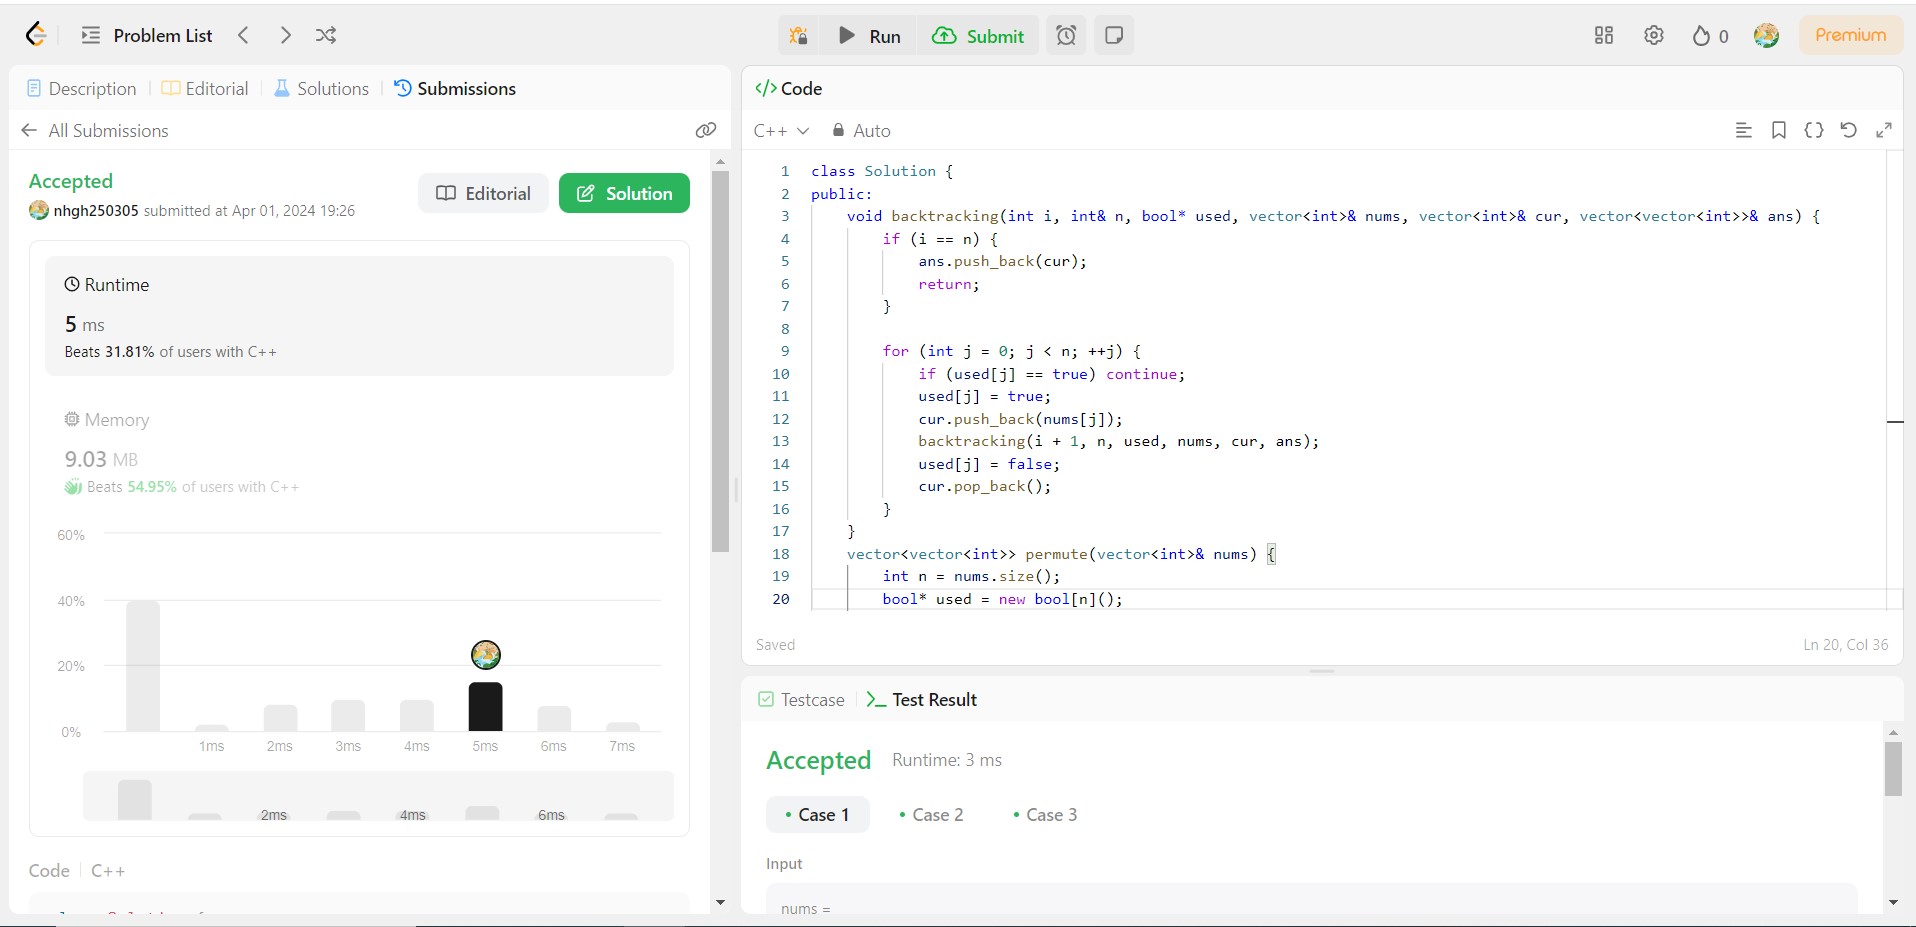 Problem List
Run
Submit
0
Premium
Description
Editorial
Solutions
Submissions
All Submissions
Accepted
nhgh250305 submitted at Apr 01, 2024 19:26
Editorial
Solution
Runtime
5 ms
Beats 31.81% of users with C++
Memory
9.03 MB
Beats 54.95% of users with C++
60%
40%
20%
0%
1ms 2ms 3ms 4ms 5ms 6ms 7ms
2ms 4ms 6ms
Code
C++
</> Code
C++
Auto
1 class Solution {
2 public:
3 void backtracking(int i, int& n, bool* used, vector<int>& nums, vector<int>& cur, vector<vector<int>>& ans) {
4 if (i == n) {
5 ans.push_back(cur);
6 return;
7 }
8
9 for (int j = 0; j < n; ++j) {
10 if (used[j] == true) continue;
11 used[j] = true;
12 cur.push_back(nums[j]);
13 backtracking(i + 1, n, used, nums, cur, ans);
14 used[j] = false;
15 cur.pop_back();
16 }
17 }
18 vector<vector<int>> permute(vector<int>& nums) {
19 int n = nums.size();
20 bool* used = new bool[n]();
Saved
Ln 20, Col 36
Testcase
Test Result
Accepted
Runtime: 3 ms
• Case 1
• Case 2
• Case 3
Input
nums =